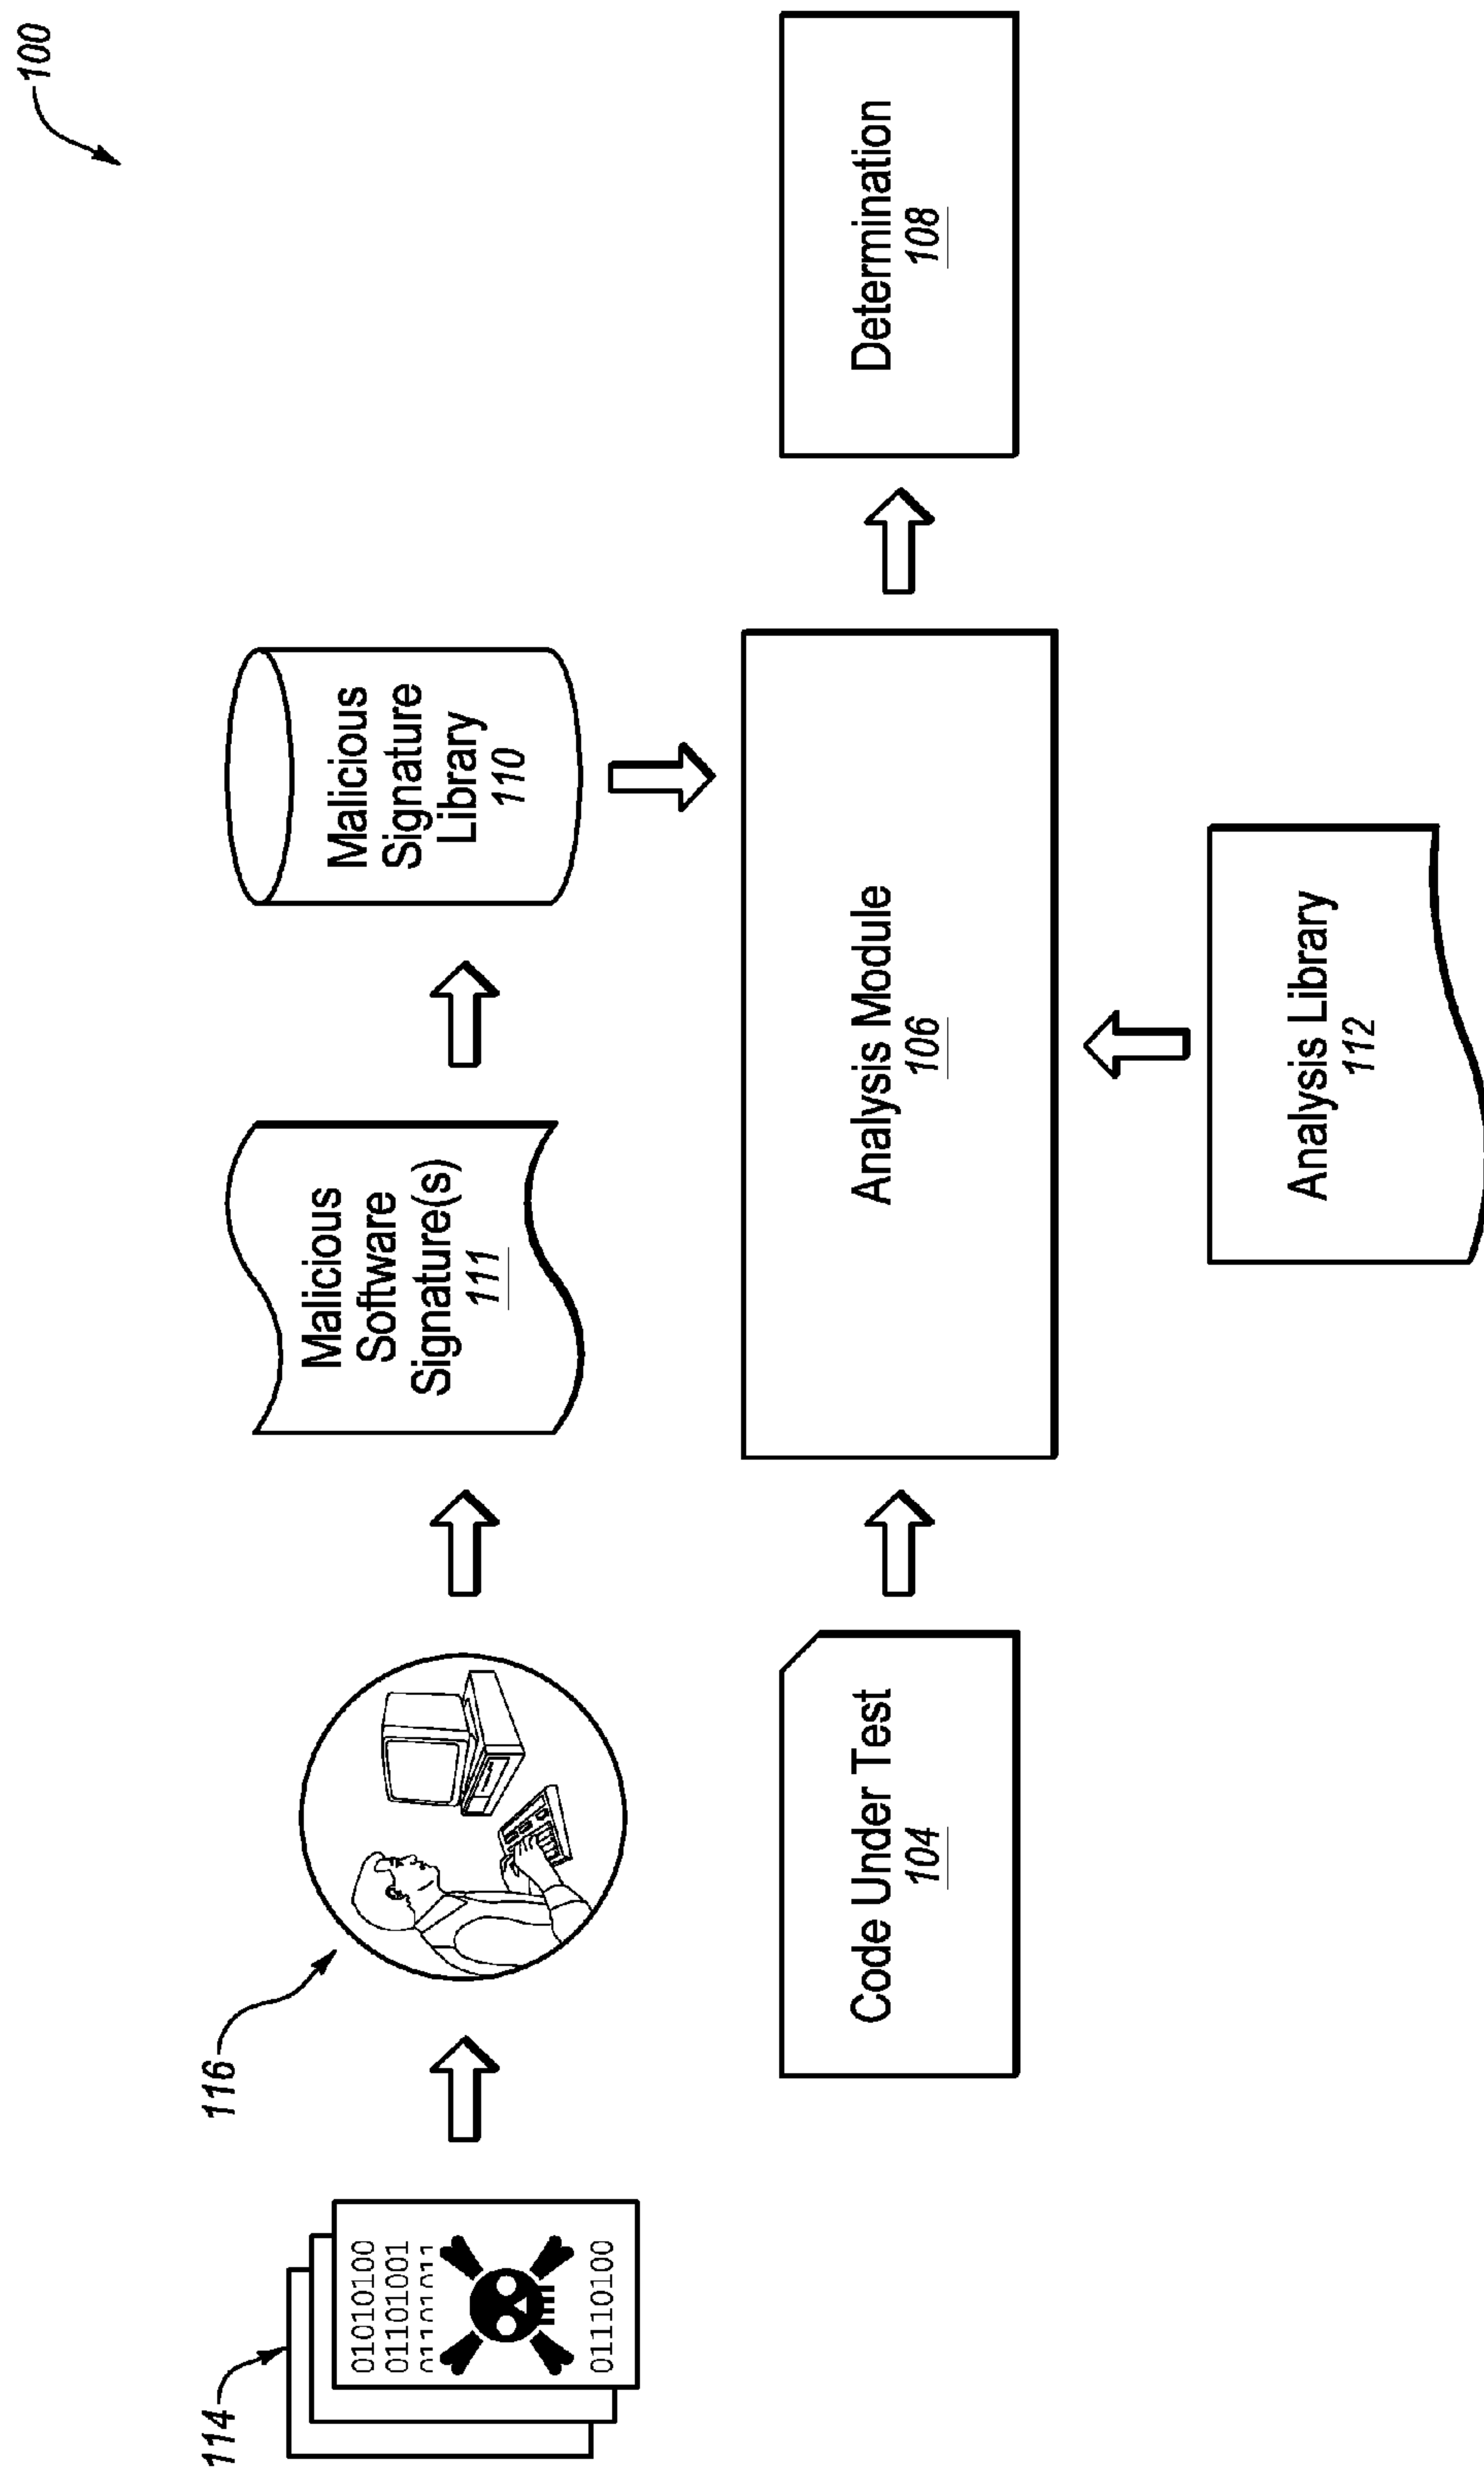 100
114
01010100
01101001
01110100
116
Malicious
Software
Signature(s)
111
Malicious
Signature
Library
110
Code Under Test
104
Analysis Module
106
Determination
108
Analysis Library
112